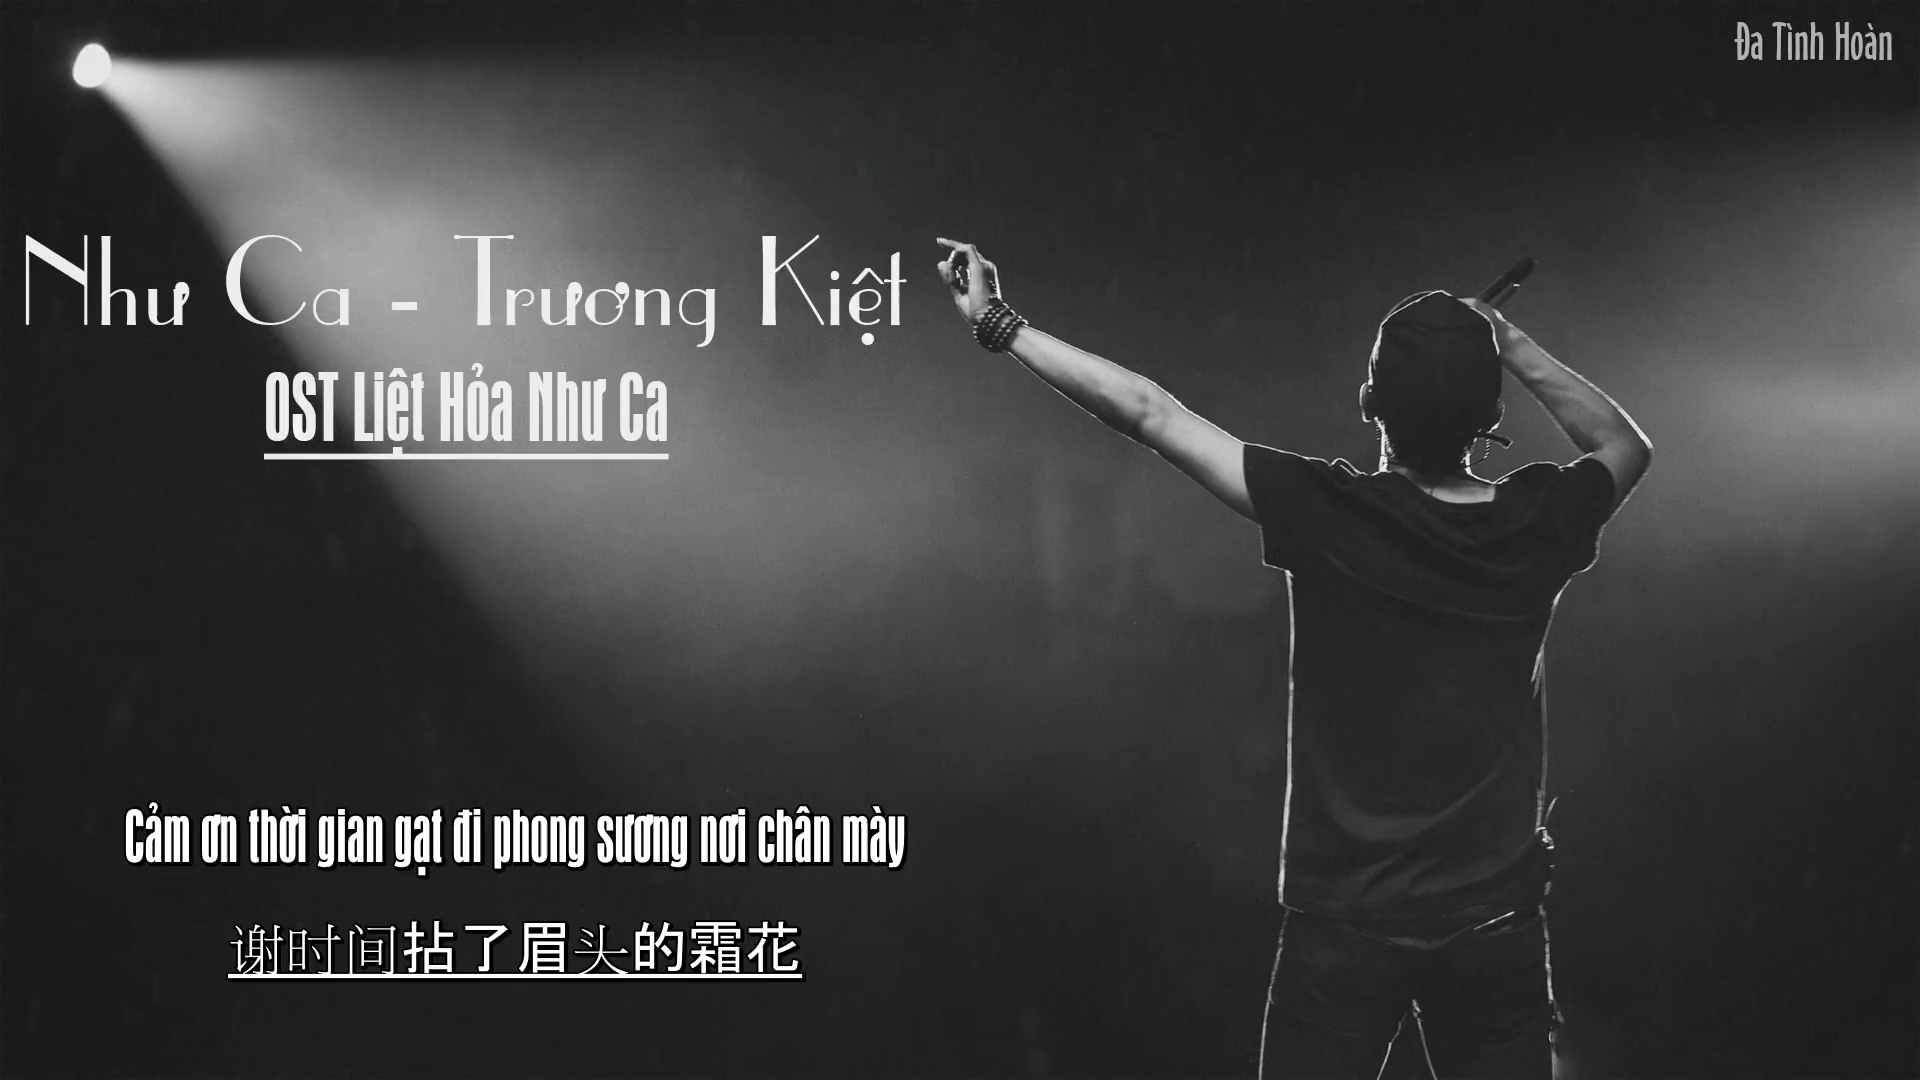 Đa Tình Hoàn
Như Ca - Trương Kiệt
OST Liệt Hỏa Như Ca
Cảm ơn thời gian gạt đi phong sương nơi chân mày
谢时间拈了眉头的霜花